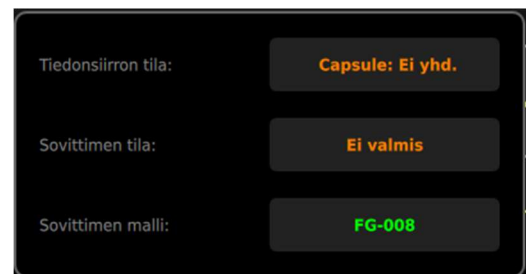 Tiedonsiirron tila: Capsule: Ei yhd.
Sovittimen tila: Ei valmis
Sovittimen malli: FG-008